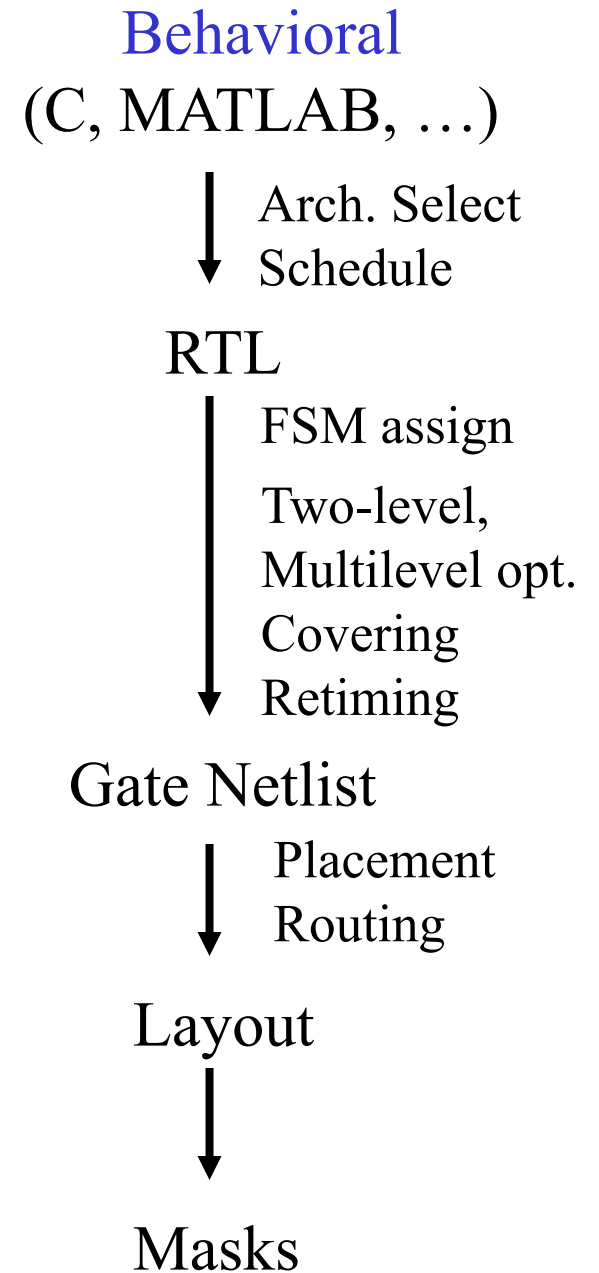 Behavioral
(C, MATLAB, …)
Arch. Select
Schedule
RTL
FSM assign
Two-level,
Multilevel opt.
Covering
Retiming
Gate Netlist
Placement
Routing
Layout
Masks